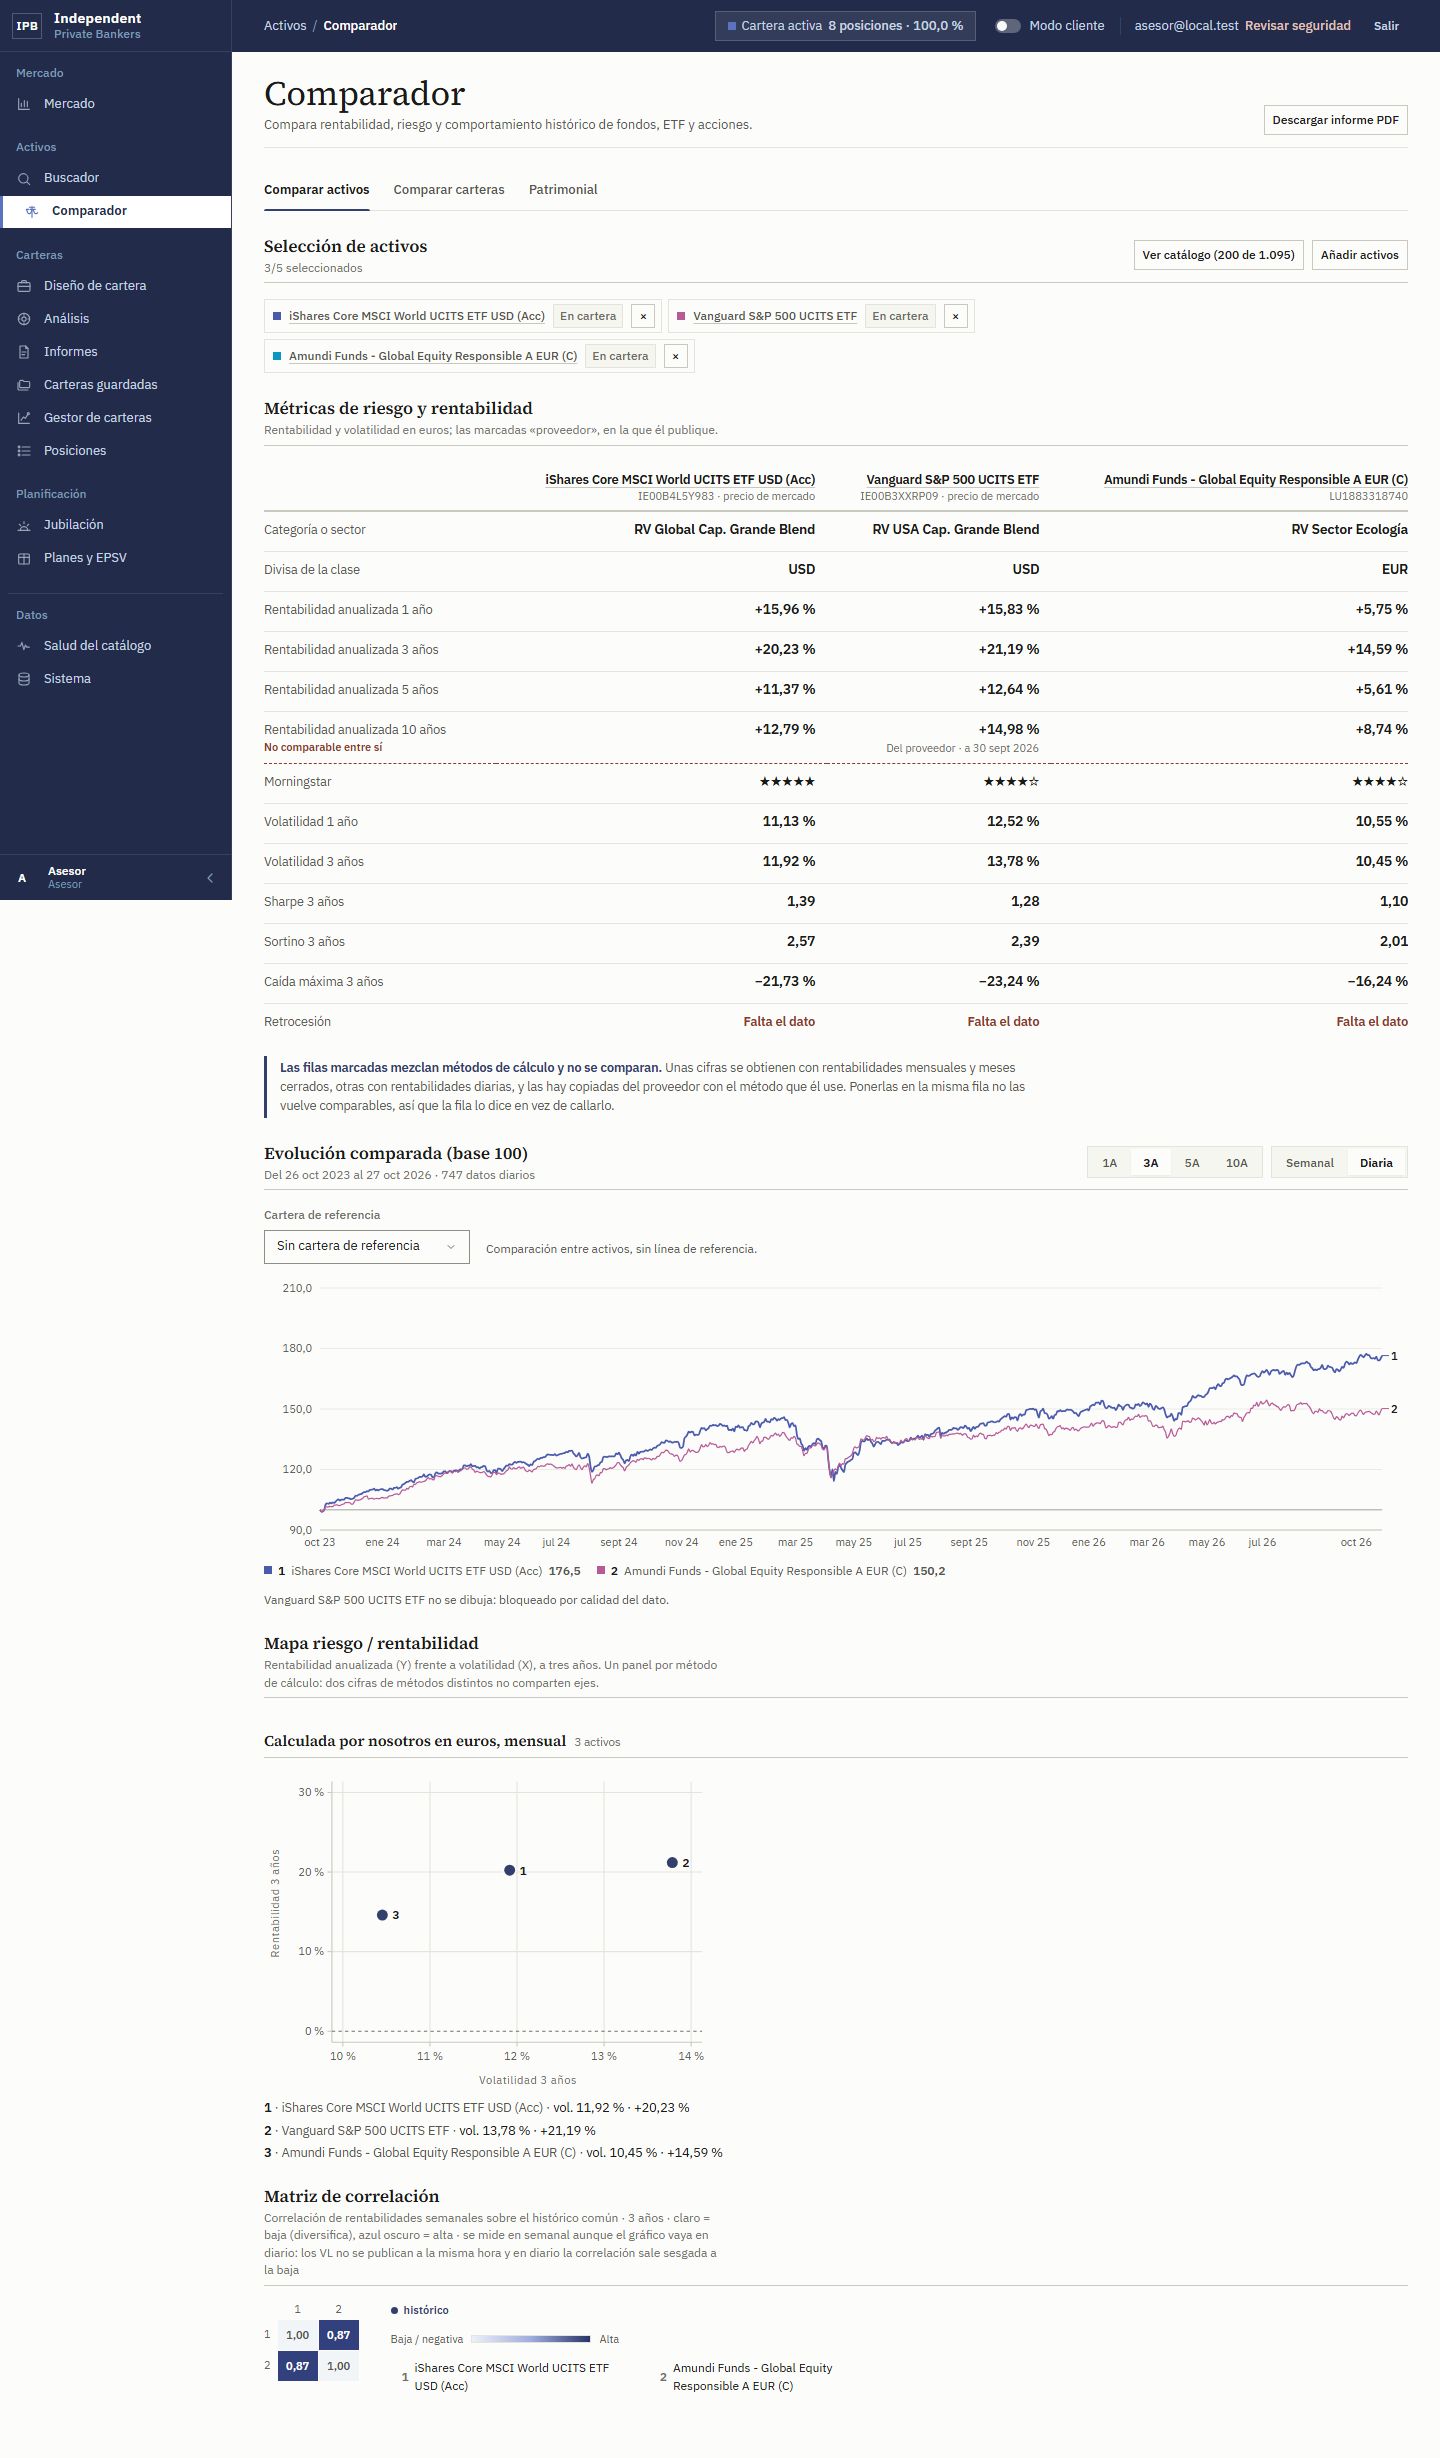 IPB
Independent
Private Bankers
Activos / Comparador
Cartera activa 8 posiciones · 100,0 %
Modo cliente
asesor@local.test
Revisar seguridad
Salir
Mercado
Mercado
Activos
Buscador
Comparador
Carteras
Diseño de cartera
Análisis
Informes
Carteras guardadas
Gestor de carteras
Posiciones
Planificación
Jubilación
Planes y EPSV
Datos
Salud del catálogo
Sistema
A
Asesor
Asesor
Comparador
Compara rentabilidad, riesgo y comportamiento histórico de fondos, ETF y acciones.
Descargar informe PDF
Comparar activos
Comparar carteras
Patrimonial
Selección de activos
3/5 seleccionados
Ver catálogo (200 de 1.095)
Añadir activos
iShares Core MSCI World UCITS ETF USD (Acc) En cartera ×
Vanguard S&P 500 UCITS ETF En cartera ×
Amundi Funds - Global Equity Responsible A EUR (C) En cartera ×
Métricas de riesgo y rentabilidad
Rentabilidad y volatilidad en euros; las marcadas «proveedor», en la que él publique.
iShares Core MSCI World UCITS ETF USD (Acc) Vanguard S&P 500 UCITS ETF Amundi Funds - Global Equity Responsible A EUR (C)
IE00B4L5Y983 · precio de mercado IE00B3XXRP09 · precio de mercado LU1883318740
Categoría o sector RV Global Cap. Grande Blend RV USA Cap. Grande Blend RV Sector Ecología
Divisa de la clase USD USD EUR
Rentabilidad anualizada 1 año +15,96 % +15,83 % +5,75 %
Rentabilidad anualizada 3 años +20,23 % +21,19 % +14,59 %
Rentabilidad anualizada 5 años +11,37 % +12,64 % +5,61 %
Rentabilidad anualizada 10 años +12,79 % +14,98 % +8,74 %
No comparable entre sí Del proveedor · a 30 sept 2026
Morningstar ★★★★★ ★★★★☆ ★★★★☆
Volatilidad 1 año 11,13 % 12,52 % 10,55 %
Volatilidad 3 años 11,92 % 13,78 % 10,45 %
Sharpe 3 años 1,39 1,28 1,10
Sortino 3 años 2,57 2,39 2,01
Caída máxima 3 años −21,73 % −23,24 % −16,24 %
Retrocesión Falta el dato Falta el dato Falta el dato
Las filas marcadas mezclan métodos de cálculo y no se comparan. Unas cifras se obtienen con rentabilidades mensuales y meses
cerrados, otras con rentabilidades diarias, y las hay copiadas del proveedor con el método que él use. Ponerlas en la misma fila no las
vuelve comparables, así que la fila lo dice en vez de callarlo.
Evolución comparada (base 100)
Del 26 oct 2023 al 27 oct 2026 · 747 datos diarios
1A 3A 5A 10A
Semanal Diaria
Cartera de referencia
Sin cartera de referencia
Comparación entre activos, sin línea de referencia.
210,0
180,0
150,0
120,0
90,0
1
2
oct 23 ene 24 mar 24 may 24 jul 24 sept 24 nov 24 ene 25 mar 25 may 25 jul 25 sept 25 nov 25 ene 26 mar 26 may 26 jul 26 oct 26
1 iShares Core MSCI World UCITS ETF USD (Acc) 176,5 2 Amundi Funds - Global Equity Responsible A EUR (C) 150,2
Vanguard S&P 500 UCITS ETF no se dibuja: bloqueado por calidad del dato.
Mapa riesgo / rentabilidad
Rentabilidad anualizada (Y) frente a volatilidad (X), a tres años. Un panel por método
de cálculo: dos cifras de métodos distintos no comparten ejes.
Calculada por nosotros en euros, mensual 3 activos
Rentabilidad 3 años
30 %
20 %
10 %
0 %
1
2
3
10 % 11 % 12 % 13 % 14 %
Volatilidad 3 años
1 · iShares Core MSCI World UCITS ETF USD (Acc) · vol. 11,92 % · +20,23 %
2 · Vanguard S&P 500 UCITS ETF · vol. 13,78 % · +21,19 %
3 · Amundi Funds - Global Equity Responsible A EUR (C) · vol. 10,45 % · +14,59 %
Matriz de correlación
Correlación de rentabilidades semanales sobre el histórico común · 3 años · claro =
baja (diversifica), azul oscuro = alta · se mide en semanal aunque el gráfico vaya en
diario: los VL no se publican a la misma hora y en diario la correlación sale sesgada a
la baja
1 2
1 1,00 0,87
2 0,87 1,00
histórico
Baja / negativa Alta
1 iShares Core MSCI World UCITS ETF
USD (Acc)
2 Amundi Funds - Global Equity
Responsible A EUR (C)